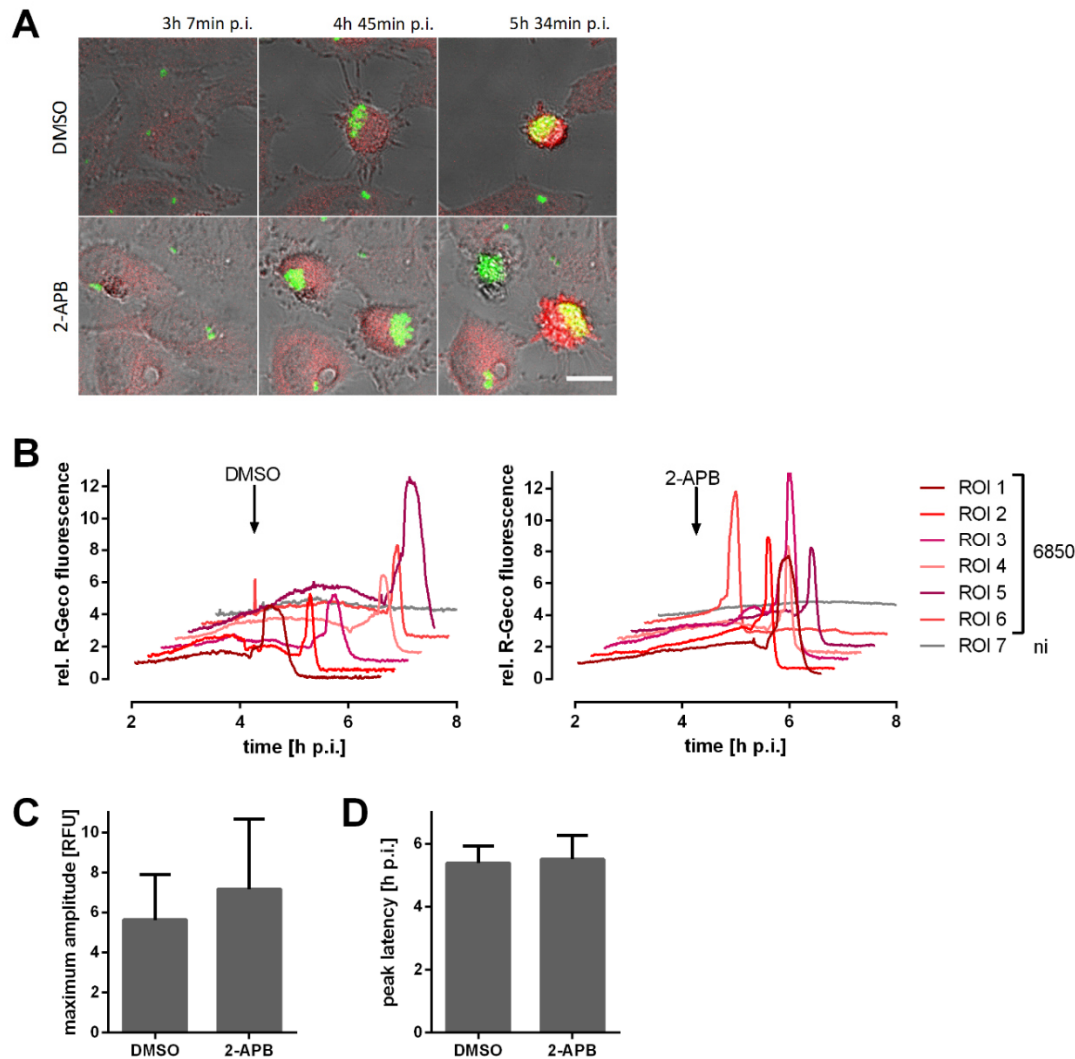 A
3h 7min p.i.
4h 45min p.i.
5h 34min p.i.
DMSO
2-APB
B
rel. R-Geco fluorescence
12
10
8
6
4
2
0
DMSO
2
4
6
8
time [h p.i.]
rel. R-Geco fluorescence
12
10
8
6
4
2
0
2-APB
2
4
6
8
time [h p.i.]
ROI 1
ROI 2
ROI 3
ROI 4
ROI 5
ROI 6
ROI 7
6850
ni
C
maximum amplitude [RFU]
10
8
6
4
2
0
DMSO
2-APB
D
peak latency [h p.i.]
6
4
2
0
DMSO
2-APB